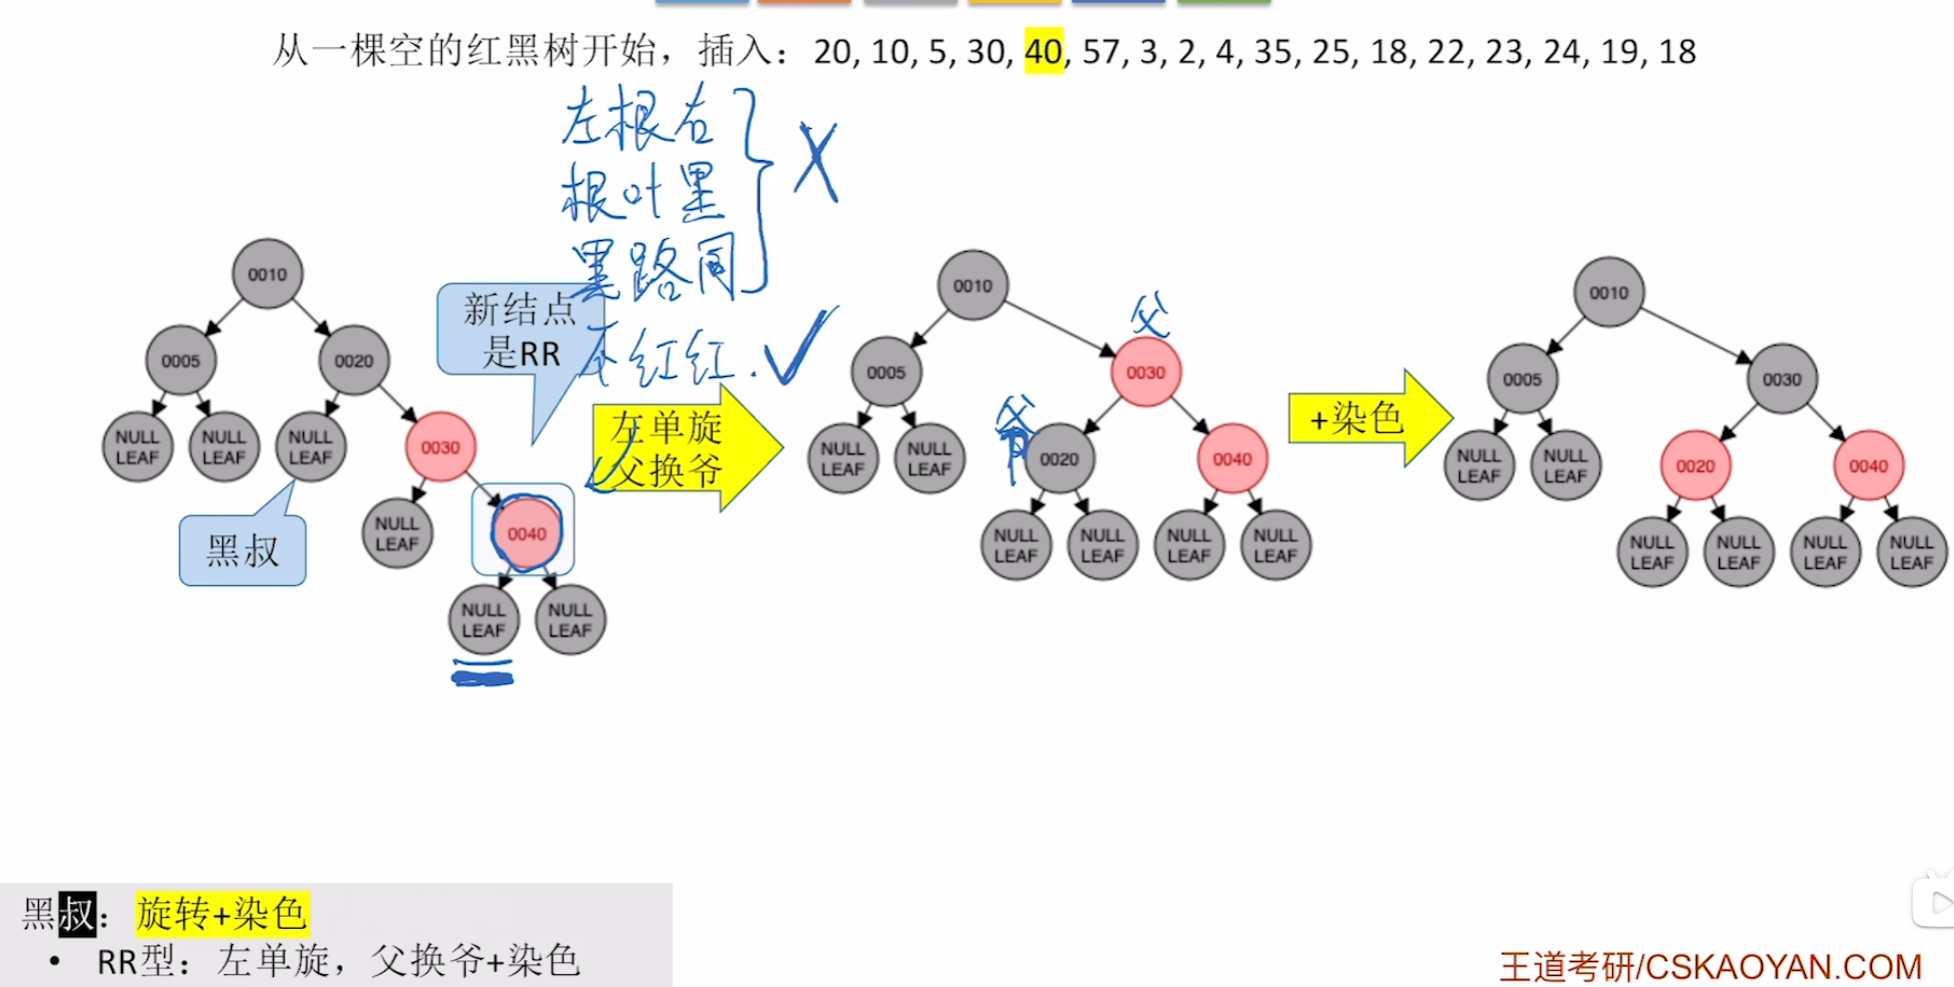 从一棵空的红黑树开始，插入：20, 10, 5, 30, 40, 57, 3, 2, 4, 35, 25, 18, 22, 23, 24, 19, 18
左根右
根叶黑
黑路同
不红红.
X
新结点
是RR
黑叔
左单旋
父换爷
+染色
0010
0005
0020
NULL LEAF
NULL LEAF
NULL LEAF
0030
NULL LEAF
0040
NULL LEAF
NULL LEAF
0010
父
0005
0030
爷
NULL LEAF
NULL LEAF
0020
0040
NULL LEAF
NULL LEAF
NULL LEAF
NULL LEAF
0010
0005
0030
NULL LEAF
NULL LEAF
0020
0040
NULL LEAF
NULL LEAF
NULL LEAF
NULL LEAF
黑叔：旋转+染色
• RR型：左单旋，父换爷+染色
王道考研/CSKAOYAN.COM